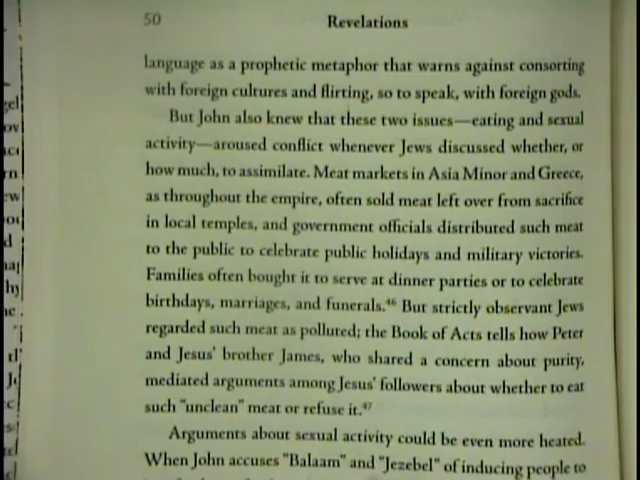 50
Revelations
language as a prophetic metaphor that warns against consorting
with foreign cultures and flirting, so to speak, with foreign gods.
But John also knew that these two issues—eating and sexual
activity—aroused conflict whenever Jews discussed whether, or
how much, to assimilate. Meat markets in Asia Minor and Greece,
as throughout the empire, often sold meat left over from sacrifice
in local temples, and government officials distributed such meat
to the public to celebrate public holidays and military victories.
Families often bought it to serve at dinner parties or to celebrate
birthdays, marriages, and funerals.46 But strictly observant Jews
regarded such meat as polluted; the Book of Acts tells how Peter
and Jesus' brother James, who shared a concern about purity,
mediated arguments among Jesus' followers about whether to eat
such "unclean" meat or refuse it.47
Arguments about sexual activity could be even more heated.
When John accuses "Balaam" and "Jezebel" of inducing people to